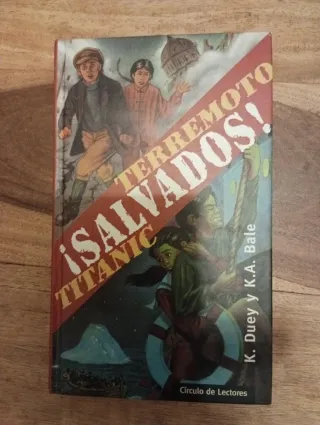 TERREMOTO
¡SALVADOS!
TITANIC
K. Duey y K.A. Bale
Círculo de Lectores